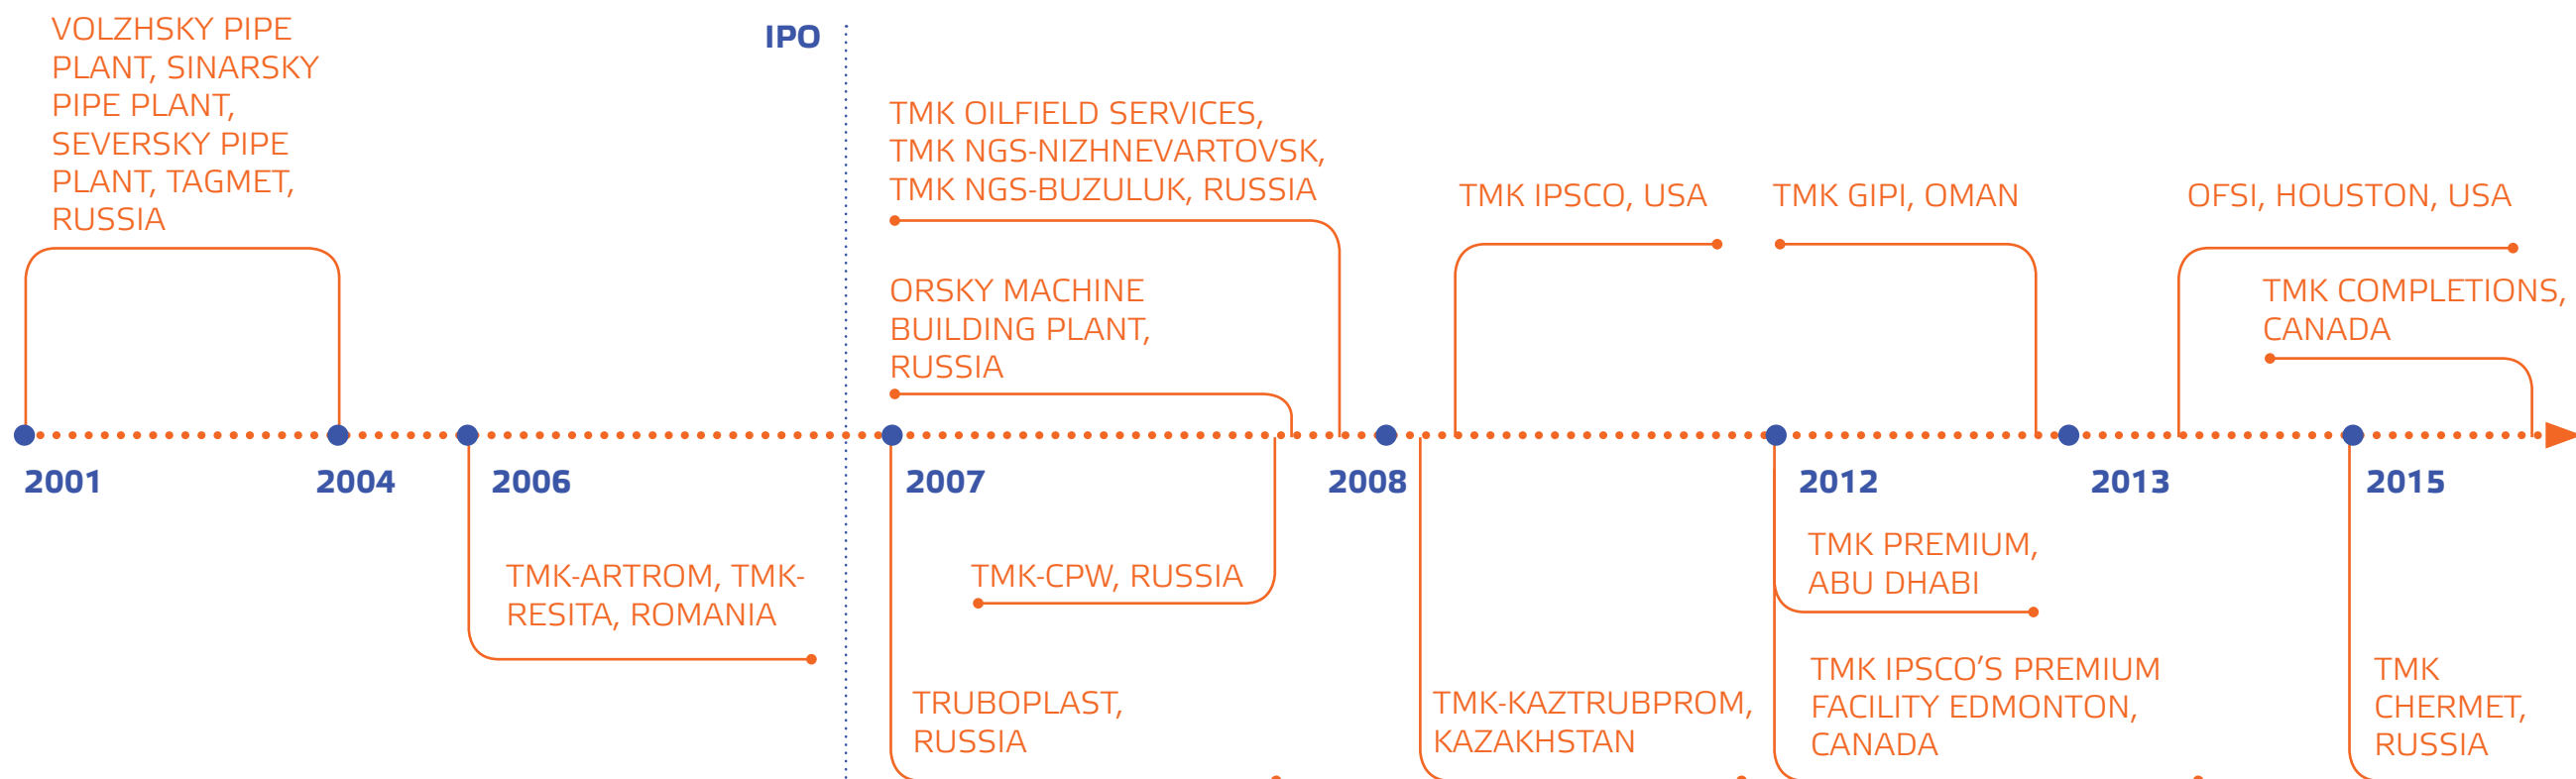 VOLZHSKY PIPE
PLANT, SINARSKY
PIPE PLANT,
SEVERSKY PIPE
PLANT, TAGMET,
RUSSIA
IPO
TMK OILFIELD SERVICES,
TMK NGS-NIZHNEVARTOVSK,
TMK NGS-BUZULUK, RUSSIA
ORSKY MACHINE
BUILDING PLANT,
RUSSIA
TMK IPSCO, USA
TMK GIPI, OMAN
OFSI, HOUSTON, USA
TMK COMPLETIONS,
CANADA
2001
2004
2006
2007
2008
2012
2013
2015
TMK-ARTROM, TMK-
RESITA, ROMANIA
TMK-CPW, RUSSIA
TRUBOPLAST,
RUSSIA
TMK-KAZTRUBPROM,
KAZAKHSTAN
TMK PREMIUM,
ABU DHABI
TMK IPSCO’S PREMIUM
FACILITY EDMONTON,
CANADA
TMK
CHERMET,
RUSSIA